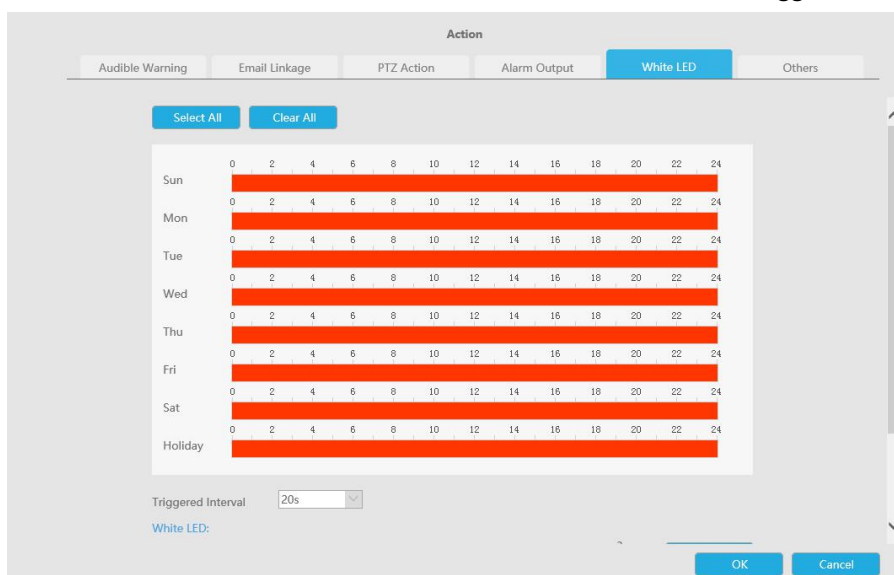 Action
Audible Warning Email Linkage PTZ Action Alarm Output White LED Others
Select All Clear All
0 2 4 6 8 10 12 14 16 18 20 22 24
Sun
0 2 4 6 8 10 12 14 16 18 20 22 24
Mon
0 2 4 6 8 10 12 14 16 18 20 22 24
Tue
0 2 4 6 8 10 12 14 16 18 20 22 24
Wed
0 2 4 6 8 10 12 14 16 18 20 22 24
Thu
0 2 4 6 8 10 12 14 16 18 20 22 24
Fri
0 2 4 6 8 10 12 14 16 18 20 22 24
Sat
0 2 4 6 8 10 12 14 16 18 20 22 24
Holiday
Triggered Interval 20s
White LED:
OK Cancel